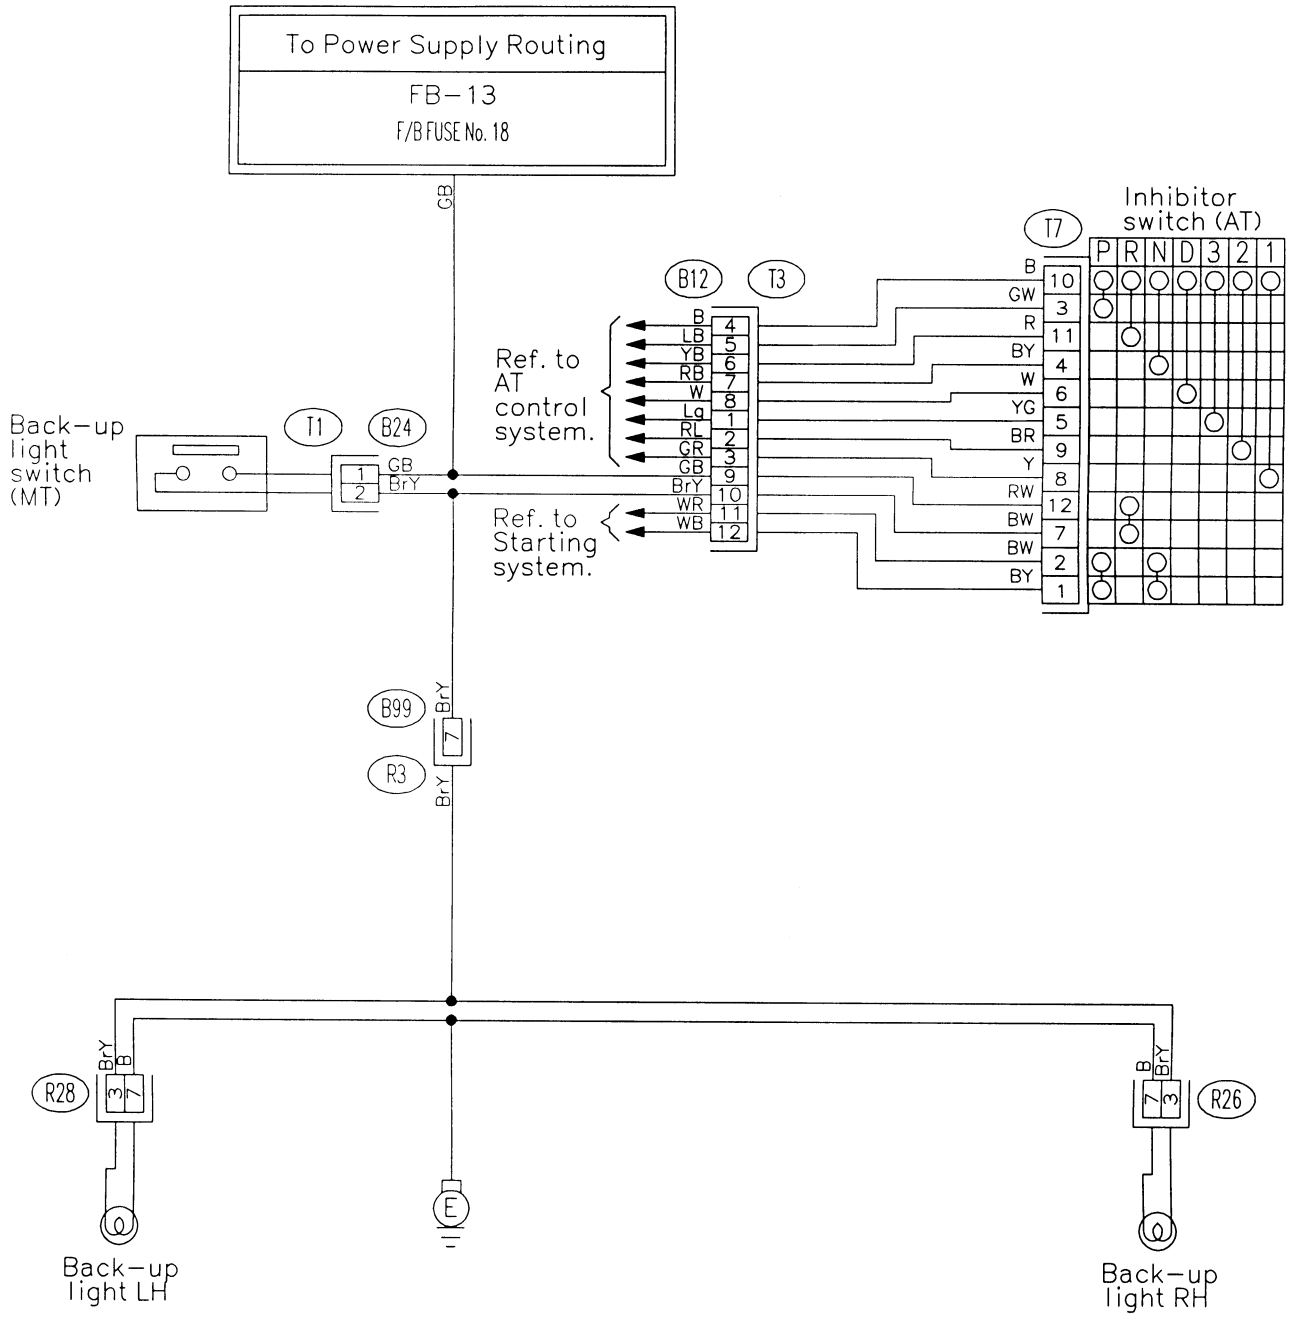 To Power Supply Routing
FB-13
F/B FUSE No. 18
GB
Inhibitor
switch (AT)
T7
P R N D 3 2 1
B 10
GW 3
R 11
BY 4
W 6
YG 5
BR 9
Y 8
RW 12
BW 7
BW 2
BY 1
B12
T3
B 4
LB 5
YB 6
RB 7
W 8
Lg 1
RL 2
GR 3
GB 9
BrY 10
WR 11
WB 12
Ref. to
AT
control
system.
Ref. to
Starting
system.
Back-up
light
switch
(MT)
T1
B24
1 GB
2 BrY
BrY
B99
7
R3
BrY
BrY
B
R28
3 7
B
BrY
7 3
R26
E
Back-up
light LH
Back-up
light RH